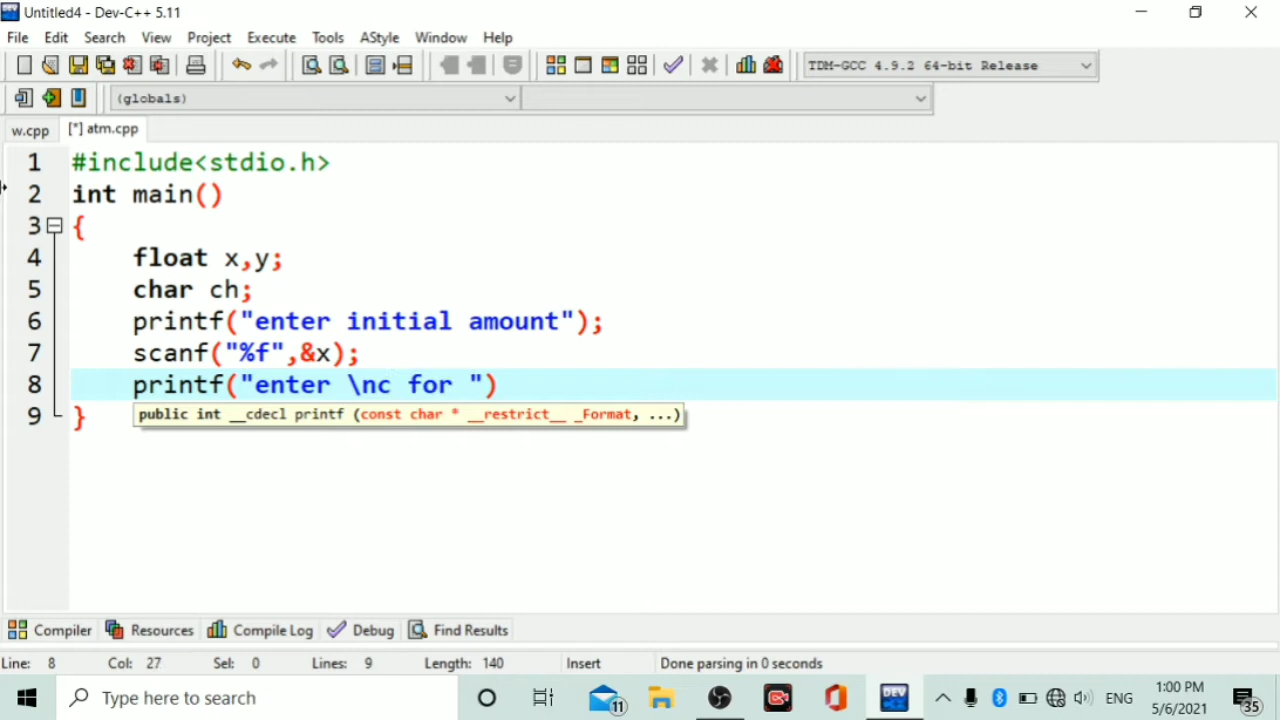 Untitled4 - Dev-C++ 5.11
File Edit Search View Project Execute Tools AStyle Window Help
TDM-GCC 4.9.2 64-bit Release
(globals)
w.cpp [*] atm.cpp
1 #include<stdio.h>
2 int main()
3 {
4 float x,y;
5 char ch;
6 printf("enter initial amount");
7 scanf("%f",&x);
8 printf("enter \nc for ")
9 }
public int __cdecl printf (const char * __restrict__ _Format, ...)
Compiler Resources Compile Log Debug Find Results
Line: 8 Col: 27 Sel: 0 Lines: 9 Length: 140 Insert Done parsing in 0 seconds
Type here to search 11 DEV ENG 1:00 PM 35
5/6/2021